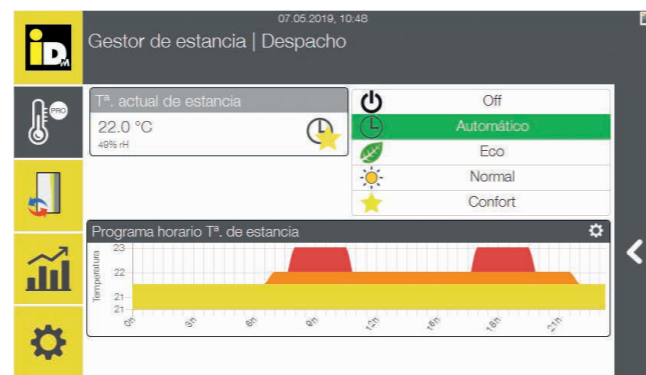 07.05.2019, 10:48
iDM
Gestor de estancia | Despacho
PRO
Tª. actual de estancia
22.0 °C
49% rH
Off
Automático
Eco
Normal
Confort
Programa horario Tª. de estancia
Temperatura
23
22
21
21
0h
3h
6h
9h
12h
16h
18h
21h